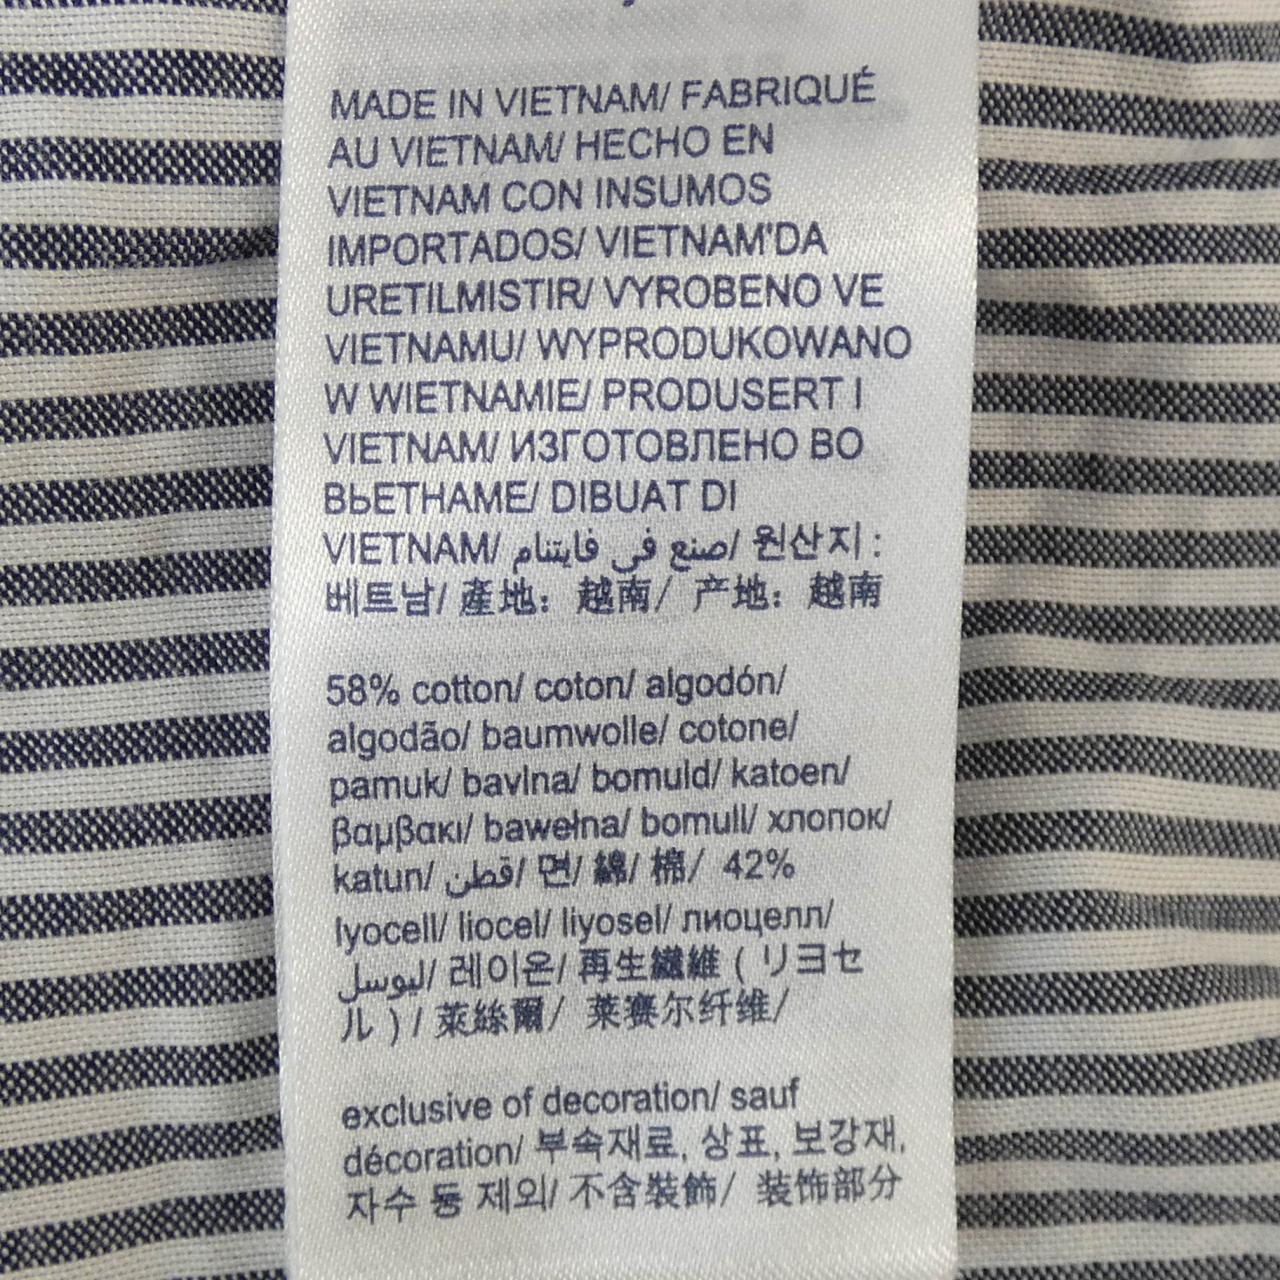 MADE IN VIETNAM/ FABRIQUÉ
AU VIETNAM/ HECHO EN
VIETNAM CON INSUMOS
IMPORTADOS/ VIETNAM'DA
URETILMISTIR/ VYROBENO VE
VIETNAMU/ WYPRODUKOWANO
W WIETNAMIE/ PRODUSERT I
VIETNAM/ ИЗГОТОВЛЕНО ВО
ВЬЕТНАМЕ/ DIBUAT DI
VIETNAM/ صنع في فايتنام/ 원산지 :
베트남/ 產地：越南/ 产地：越南
58% cotton/ coton/ algodón/
algodão/ baumwolle/ cotone/
pamuk/ bavlna/ bomuld/ katoen/
βαμβακι/ bawełna/ bomull/ хлопок/
katun/ قطن/ 면/ 綿/ 棉/ 42%
lyocell/ liocel/ liyosel/ лиоцелл/
ليوسل/ 레이온/ 再生繊維 ( リヨセ
ル ) / 萊絲爾/ 莱赛尔纤维/
exclusive of decoration/ sauf
décoration/ 부속재료, 상표, 보강재,
자수 등 제외/ 不含裝飾/ 装饰部分